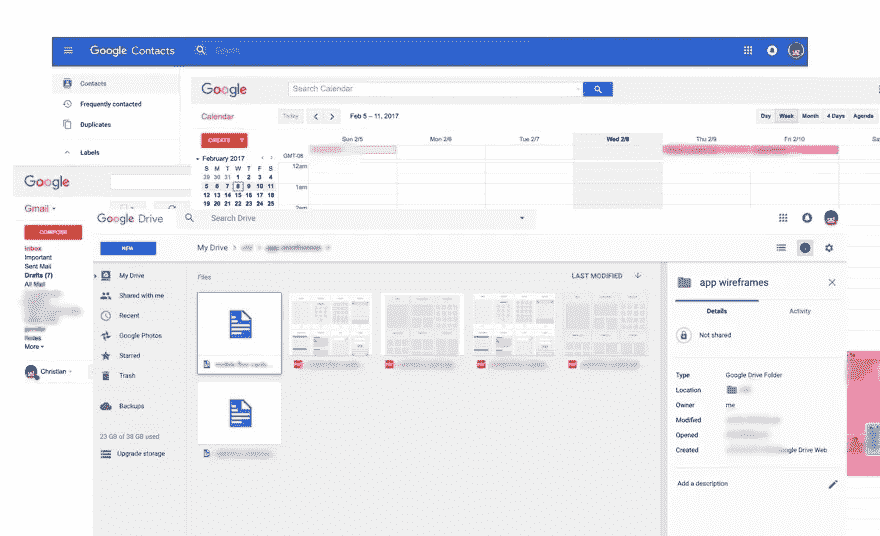 Google Contacts
Contacts
Frequently contacted
Duplicates
Labels
Google
Search Calendar
Calendar
Today
Feb 5 – 11, 2017
Day Week Month 4 Days Agenda
CREATE
February 2017
S M T W T F S
29 30 31 1 2 3 4
5 6 7 8 9 10 11
12 13 14 15 16 17 18
19 20 21 22 23 24 25
Sun 2/5 Mon 2/6 Tue 2/7 Wed 2/8 Thu 2/9 Fri 2/10 Sa
GMT-05
12am
1am
2am
Google
Gmail
COMPOSE
Inbox
Important
Sent Mail
Drafts (7)
All Mail
Notes
More
Christian
Google Drive
Search Drive
NEW
My Drive
My Drive
Shared with me
Recent
Google Photos
Starred
Trash
Backups
23 GB of 38 GB used
Upgrade storage
Files
LAST MODIFIED
app wireframes
Details
Activity
Not shared
Type Google Drive Folder
Location
Owner me
Modified
Opened
Created oogle Drive Web
Add a description